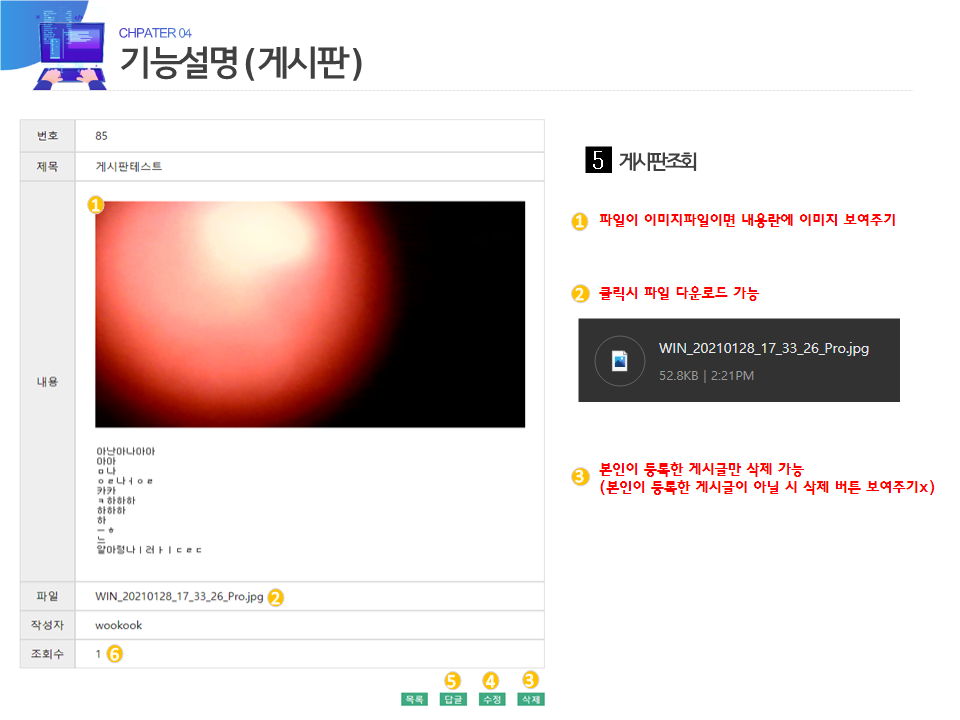 CHPATER 04
기능설명 ( 게시판 )
번호 85
제목 게시판테스트
1
내용
아난아나아아
아아
ㅁ나
ㅇㄹ나ㅓㅇㄹ
카카
ㅋ하하하
하하하
하
ㅡㅎ
느
알아렁나ㅣ러ㅏㅣㄷㄹㄷ
파일 WIN_20210128_17_33_26_Pro.jpg 2
작성자 wookook
조회수 1 6
5 4 3
목록 답글 수정 삭제
5 게시판조회
1 파일이 이미지파일이면 내용란에 이미지 보여주기
2 클릭시 파일 다운로드 가능
WIN_20210128_17_33_26_Pro.jpg
52.8KB | 2:21PM
3 본인이 등록한 게시글만 삭제 가능
(본인이 등록한 게시글이 아닐 시 삭제 버튼 보여주기x)